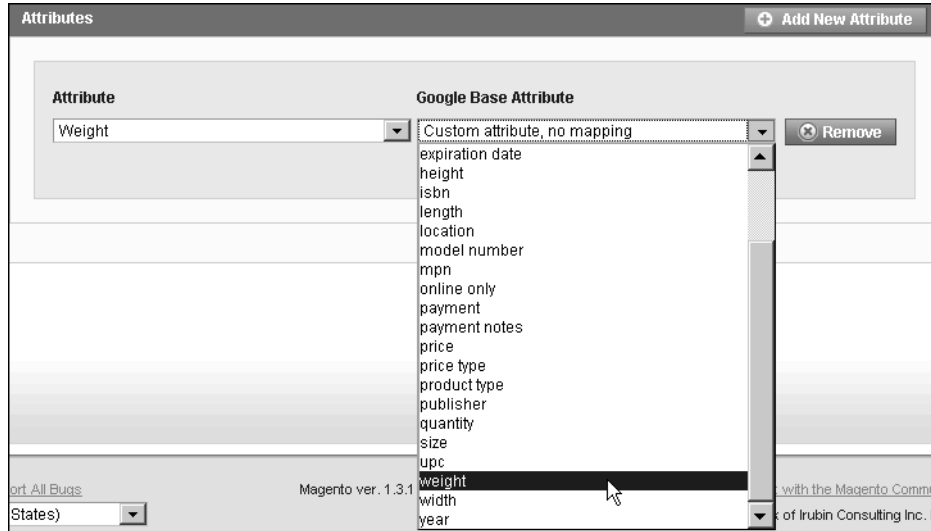 Attributes
Add New Attribute
Attribute
Google Base Attribute
Weight
Custom attribute, no mapping
Remove
expiration date
height
isbn
length
location
model number
mpn
online only
payment
payment notes
price
price type
product type
publisher
quantity
size
upc
weight
width
year
ort All Bugs
Magento ver. 1.3.1
with the Magento Commu
States)
of Irubin Consulting Inc.